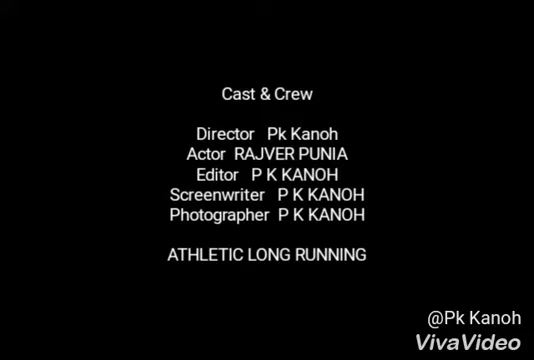 Cast & Crew
Director Pk Kanoh
Actor RAJVER PUNIA
Editor P K KANOH
Screenwriter P K KANOH
Photographer P K KANOH
ATHLETIC LONG RUNNING
@Pk Kanoh
VivaVideo